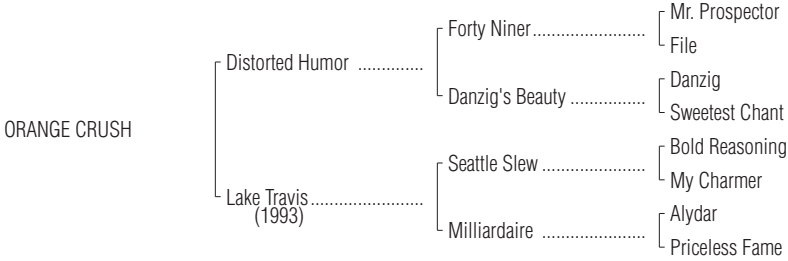 Mr. Prospector
Forty Niner........................
File
Distorted Humor ..............
Danzig
Danzig's Beauty ................
Sweetest Chant
ORANGE CRUSH
Bold Reasoning
Seattle Slew ......................
My Charmer
Lake Travis........................
(1993)
Alydar
Milliardaire ......................
Priceless Fame